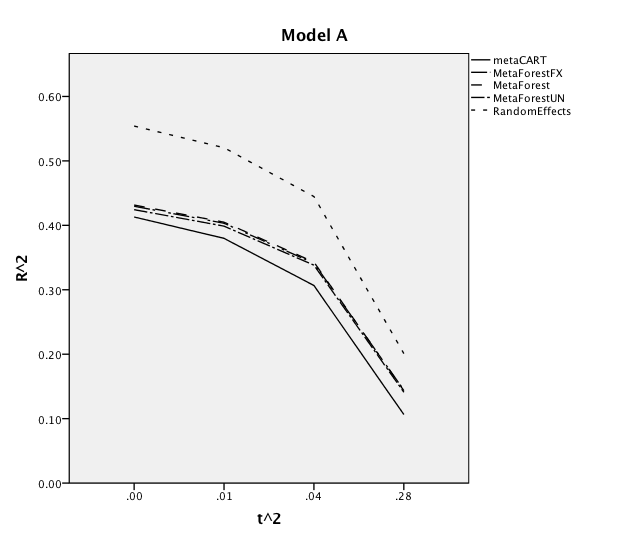 Model A
metaCART
MetaForestFX
MetaForest
MetaForestUN
RandomEffects
0.60
0.50
0.40
0.30
0.20
0.10
0.00
R^2
.00 .01 .04 .28
t^2